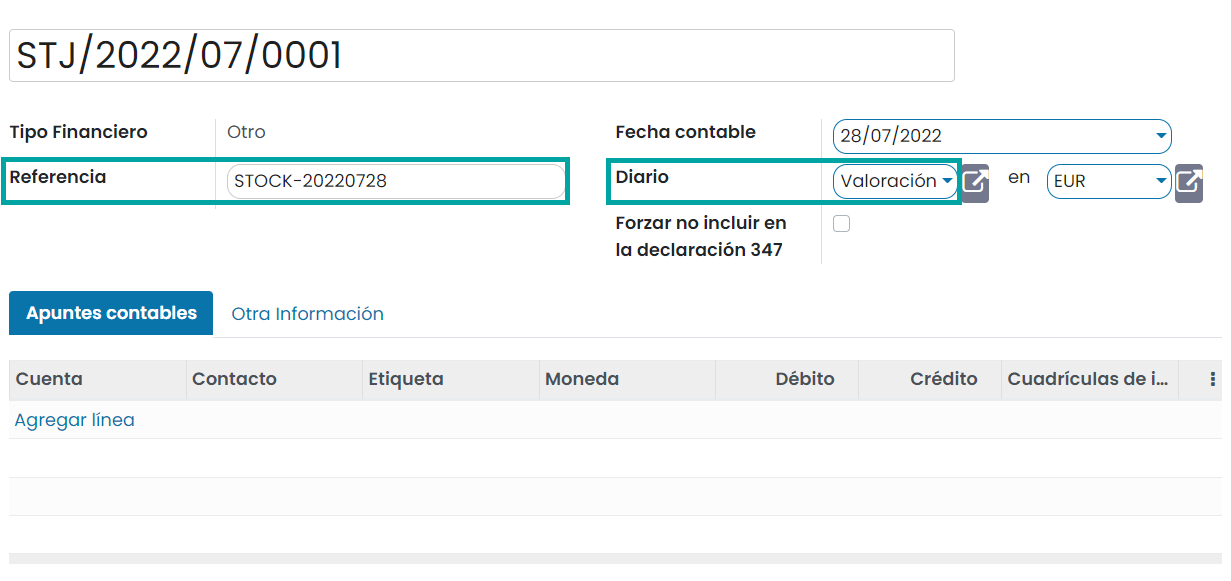 STJ/2022/07/0001
Tipo Financiero Otro Fecha contable 28/07/2022
Referencia STOCK-20220728 Diario Valoración en EUR
Forzar no incluir en
la declaración 347
Apuntes contables Otra Información
Cuenta Contacto Etiqueta Moneda Débito Crédito Cuadrículas de i...
Agregar línea